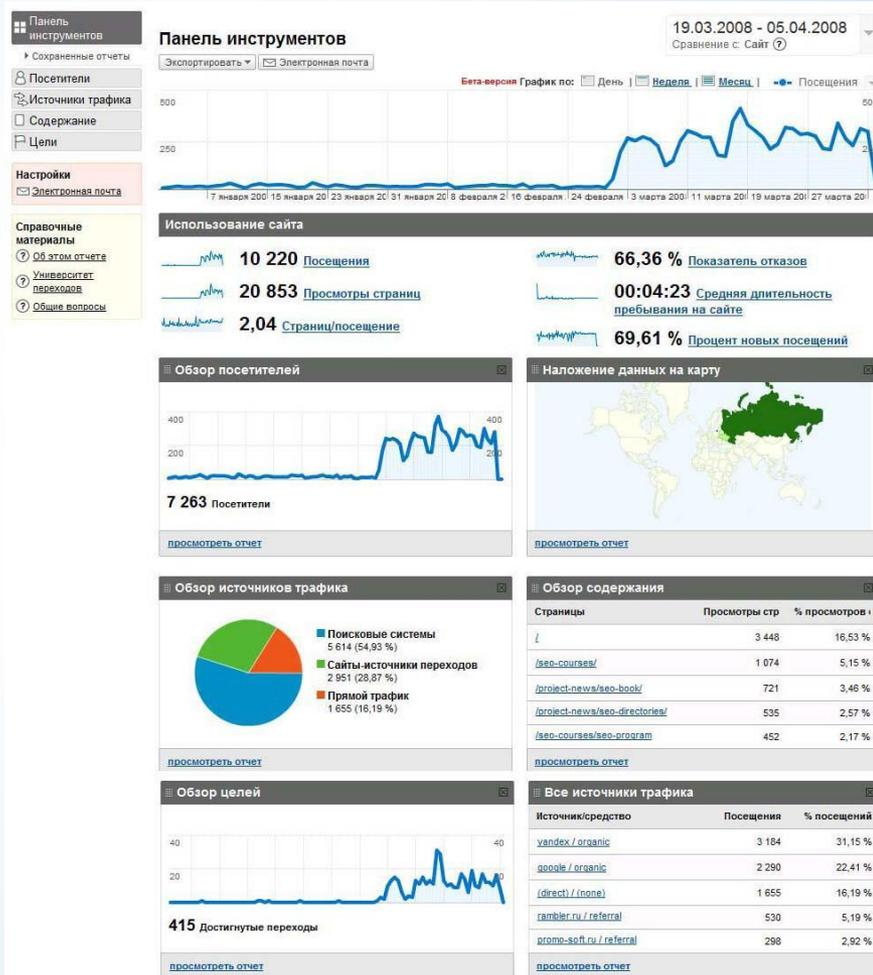 Панель
инструментов
Сохраненные отчеты
Посетители
Источники трафика
Содержание
Цели
Настройки
Электронная почта
Справочные
материалы
Об этом отчете
Университет
переходов
Общие вопросы
Панель инструментов
19.03.2008 - 05.04.2008
Сравнение с: Сайт
Экспортировать Электронная почта
Бета-версия График по: День | Неделя | Месяц | Посещения
500 50
250 2
7 января 200 15 января 20 23 января 20 31 января 20 8 февраля 2 16 февраля 24 февраля 3 марта 200 11 марта 20 19 марта 20 27 марта 20
Использование сайта
10 220 Посещения
20 853 Просмотры страниц
2,04 Страниц/посещение
66,36 % Показатель отказов
00:04:23 Средняя длительность
пребывания на сайте
69,61 % Процент новых посещений
Обзор посетителей
400 400
200 200
7 263 Посетители
просмотреть отчет
Наложение данных на карту
просмотреть отчет
Обзор источников трафика
Поисковые системы
5 614 (54,93 %)
Сайты-источники переходов
2 951 (28,87 %)
Прямой трафик
1 655 (16,19 %)
просмотреть отчет
Обзор содержания
Страницы Просмотры стр % просмотров
/ 3 448 16,53 %
/seo-courses/ 1 074 5,15 %
/project-news/seo-book/ 721 3,46 %
/project-news/seo-directories/ 535 2,57 %
/seo-courses/seo-program 452 2,17 %
просмотреть отчет
Обзор целей
40 40
20 20
415 Достигнутые переходы
просмотреть отчет
Все источники трафика
Источник/средство Посещения % посещений
yandex / organic 3 184 31,15 %
google / organic 2 290 22,41 %
(direct) / (none) 1 655 16,19 %
rambler.ru / referral 530 5,19 %
promo-soft.ru / referral 298 2,92 %
просмотреть отчет